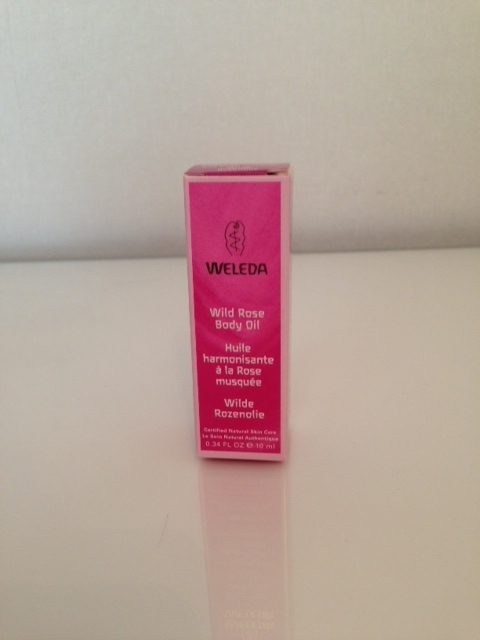 WELEDA
Wild Rose
Body Oil
Huile
harmonisante
à la Rose
musquée
Wilde
Rozenolie
Certified Natural Skin Care
Le Soin Naturel Authentique
0.34 FL OZ ℮ 10 ml